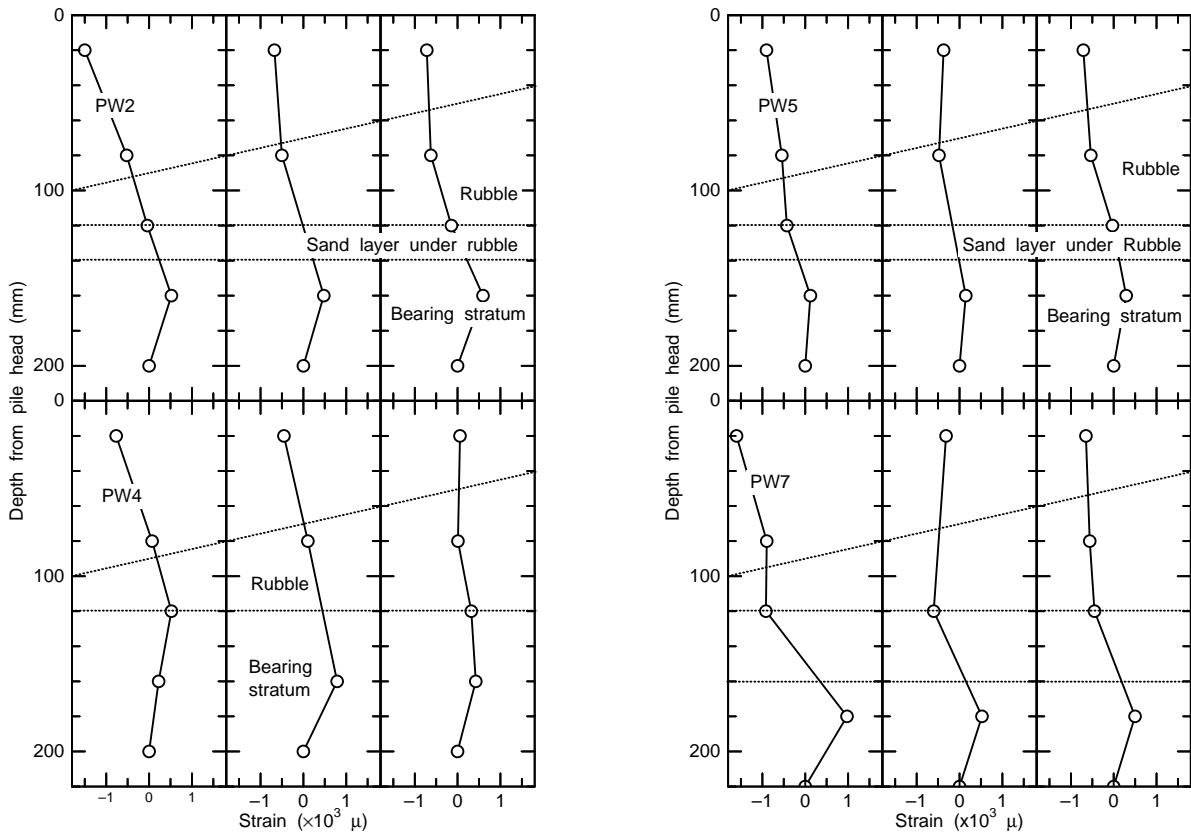 0
PW2
100
Rubble
Sand layer under rubble
Bearing stratum
200
0
PW4
100
Rubble
Bearing
stratum
200
−1 0 1 −1 0 1 −1 0 1
Strain (×10³ μ)
Depth from pile head (mm)
0
PW5
100
Rubble
Sand layer under Rubble
Bearing stratum
200
0
PW7
100
200
−1 0 1 −1 0 1 −1 0 1
Strain (x10³ μ)
Depth from pile head (mm)